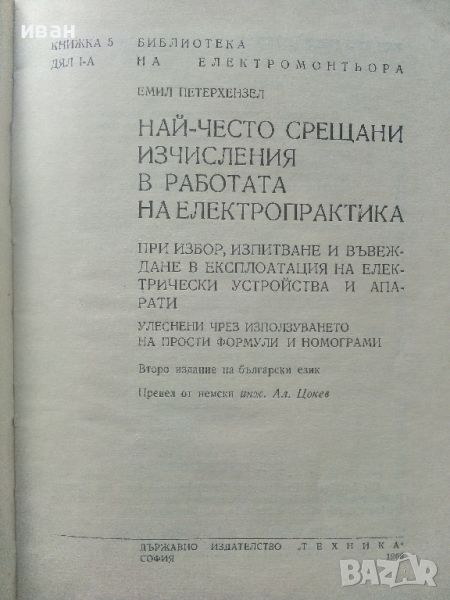 иван
КНИЖКА 5 БИБЛИОТЕКА
ДЯЛ I-А НА ЕЛЕКТРОМОНТЬОРА
ЕМИЛ ПЕТЕРХЕНЗЕЛ
НАЙ-ЧЕСТО СРЕЩАНИ
ИЗЧИСЛЕНИЯ
В РАБОТАТА
НА ЕЛЕКТРОПРАКТИКА
ПРИ ИЗБОР, ИЗПИТВАНЕ И ВЪВЕЖ-
ДАНЕ В ЕКСПЛОАТАЦИЯ НА ЕЛЕК-
ТРИЧЕСКИ УСТРОЙСТВА И АПА-
РАТИ
УЛЕСНЕНИ ЧРЕЗ ИЗПОЛЗУВАНЕТО
НА ПРОСТИ ФОРМУЛИ И НОМОГРАМИ
Второ издание на български език
Превел от немски инж. Ал. Цокев
ДЪРЖАВНО ИЗДАТЕЛСТВО „ТЕХНИКА"
СОФИЯ
BAZAR.bg